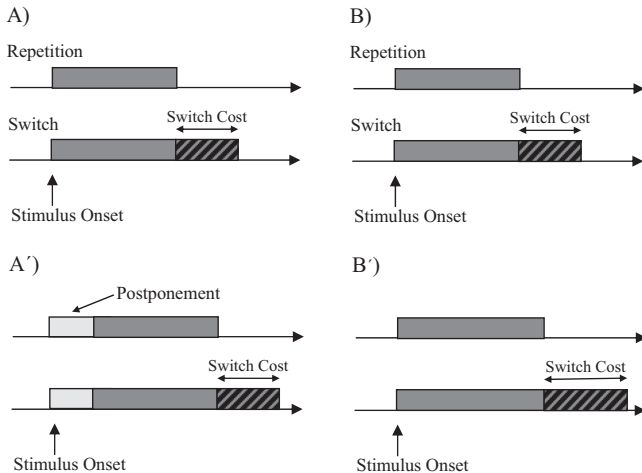 A)
Repetition
Switch Cost
Switch
Stimulus Onset
B)
Repetition
Switch Cost
Switch
Stimulus Onset
A´)
Postponement
Switch Cost
Stimulus Onset
B´)
Switch Cost
Stimulus Onset